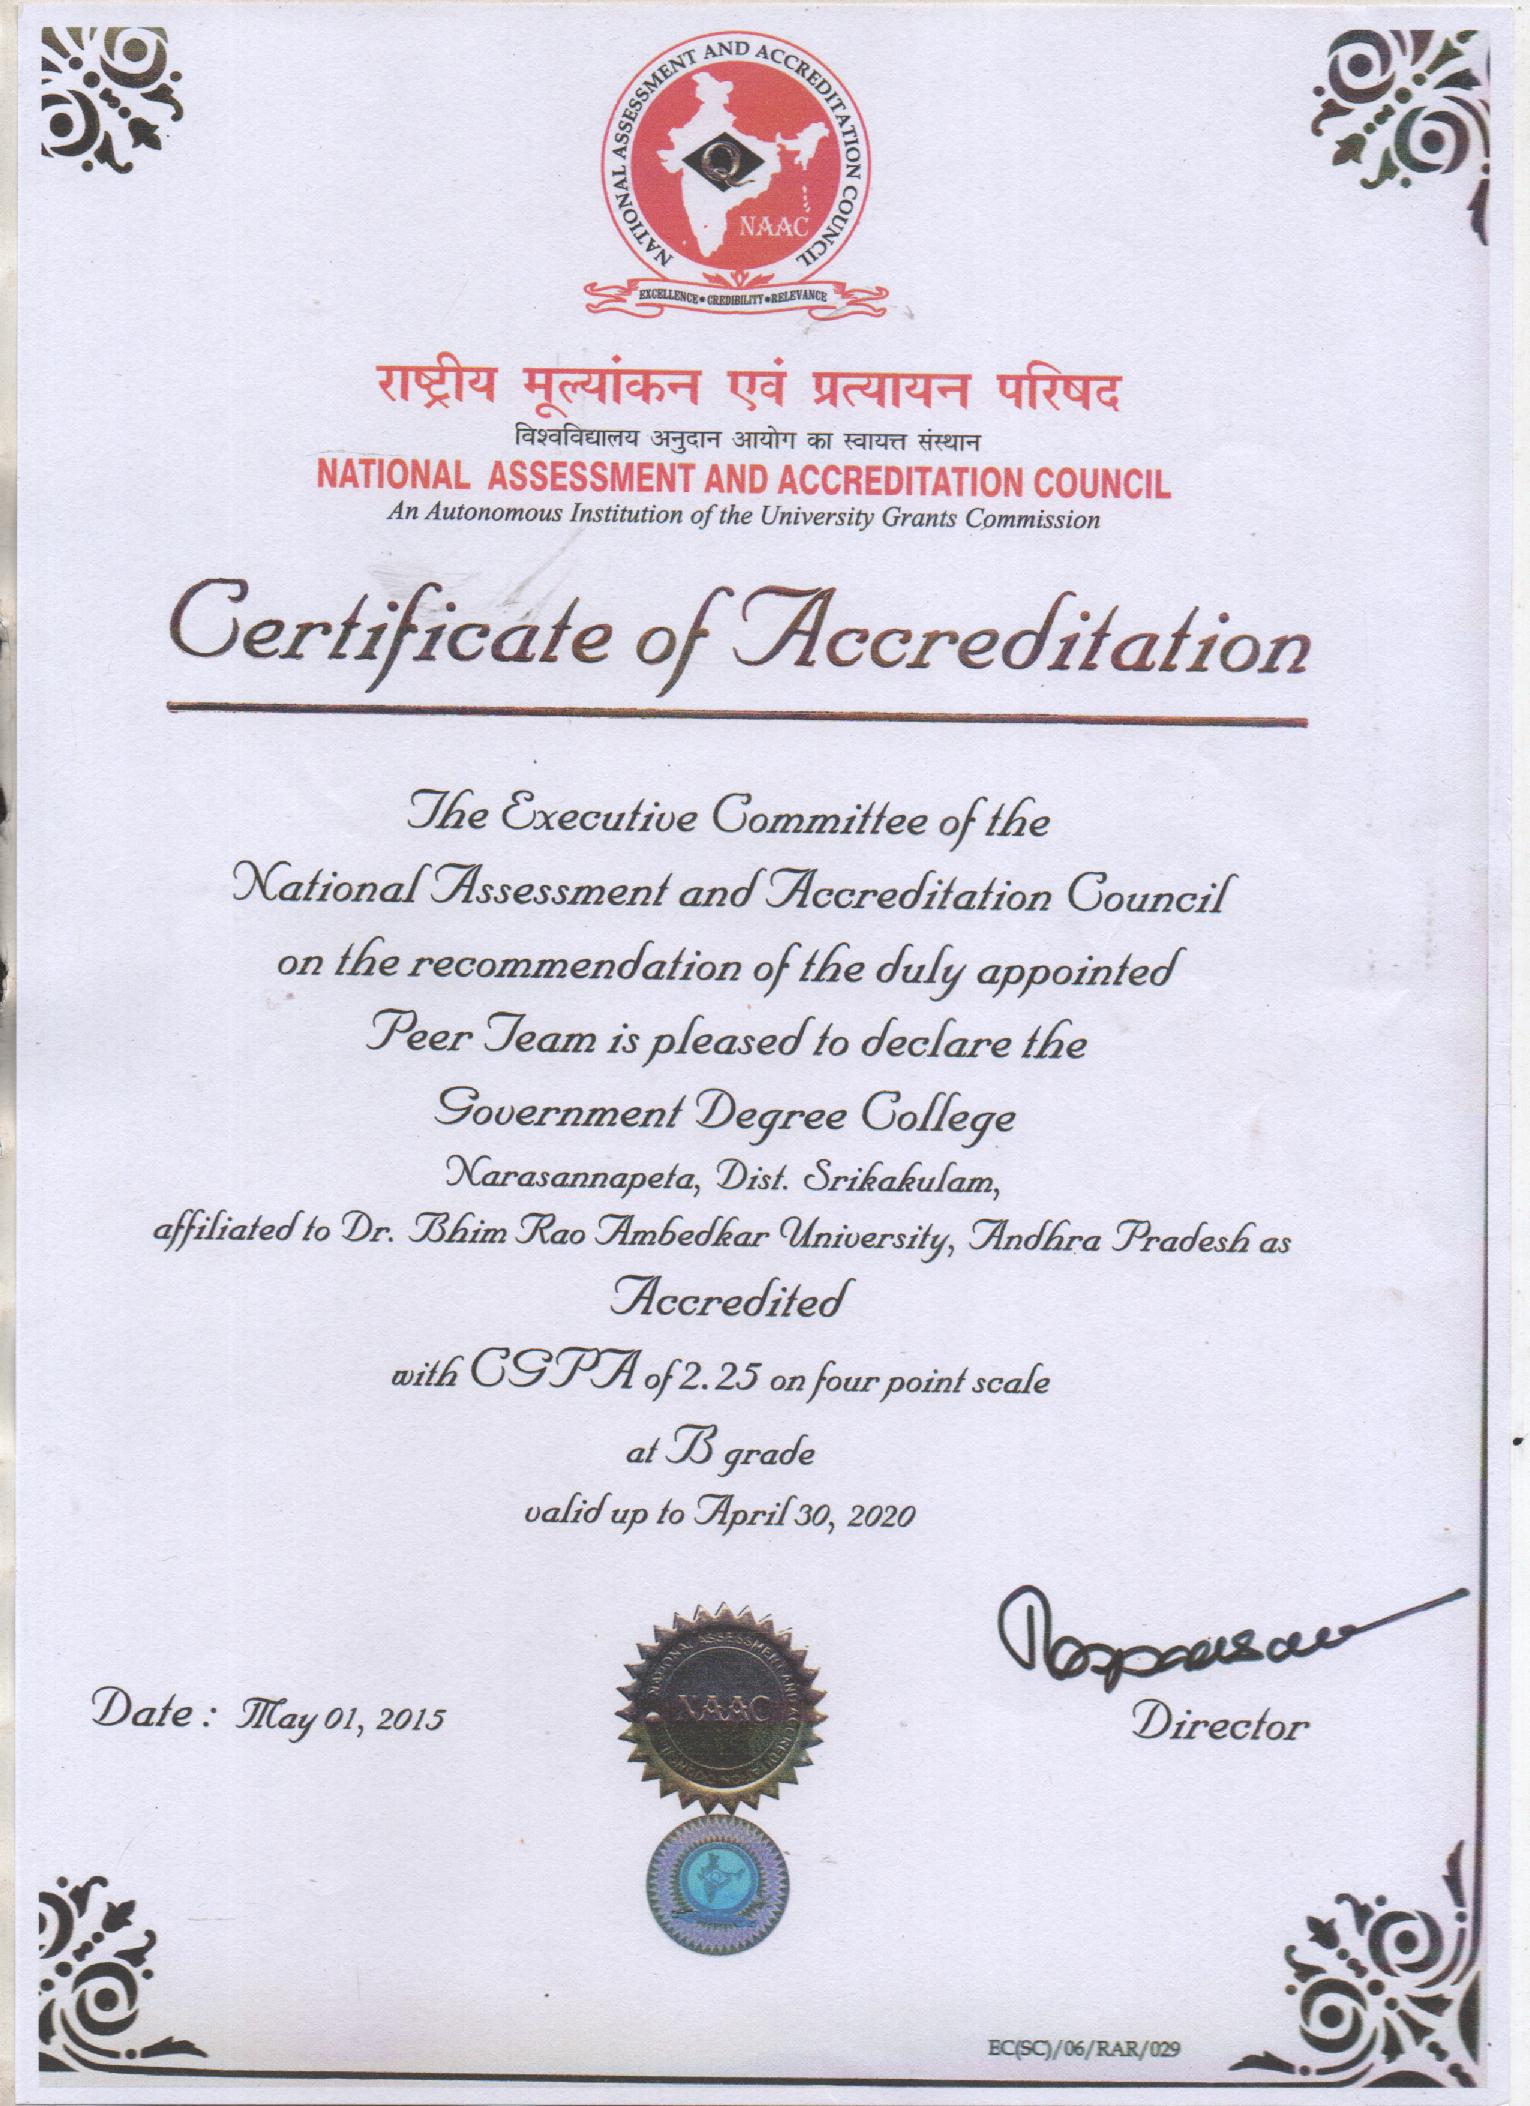 NATIONAL ASSESSMENT AND ACCREDITATION COUNCIL
Q
NAAC
EXCELLENCE • CREDIBILITY • RELEVANCE
राष्ट्रीय मूल्यांकन एवं प्रत्यायन परिषद
विश्वविद्यालय अनुदान आयोग का स्वायत्त संस्थान
NATIONAL ASSESSMENT AND ACCREDITATION COUNCIL
An Autonomous Institution of the University Grants Commission
Certificate of Accreditation
The Executive Committee of the
National Assessment and Accreditation Council
on the recommendation of the duly appointed
Peer Team is pleased to declare the
Government Degree College
Narasannapeta, Dist. Srikakulam,
affiliated to Dr. Bhim Rao Ambedkar University, Andhra Pradesh as
Accredited
with CGPA of 2.25 on four point scale
at B grade
valid up to April 30, 2020
Date : May 01, 2015
NATIONAL ASSESSMENT AND ACCREDITATION COUNCIL
NAAC
Director
EC(SC)/06/RAR/029